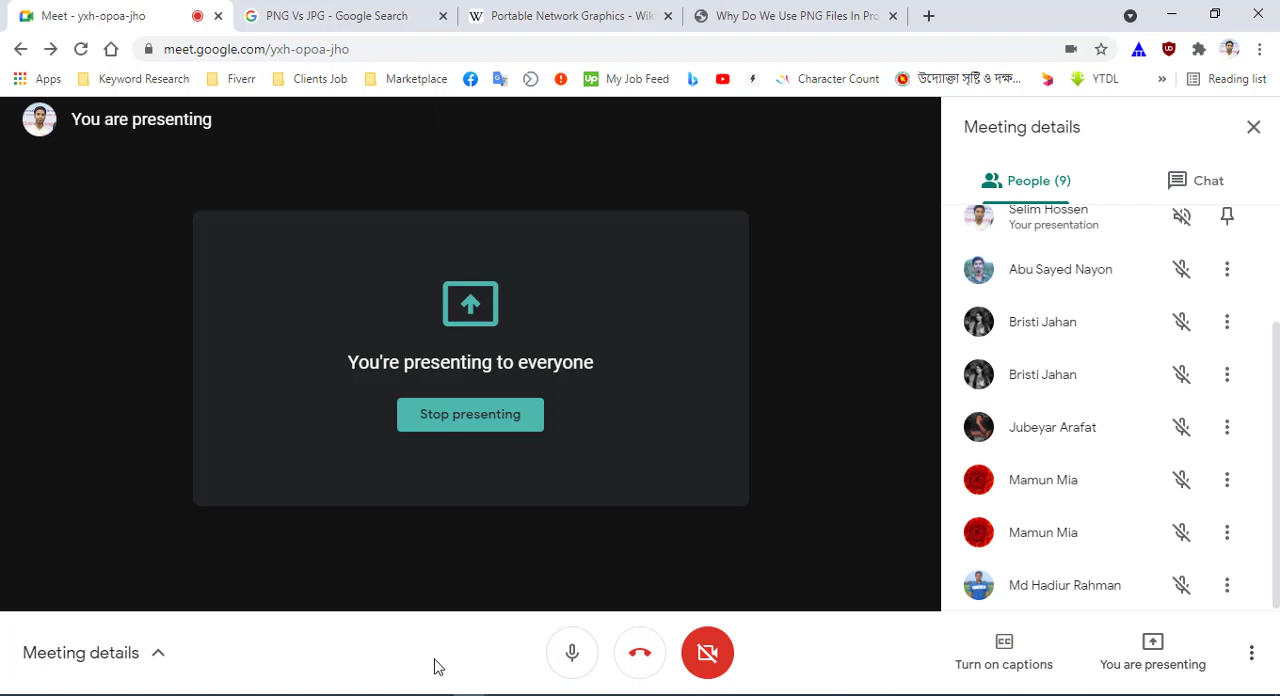 Meet - yxh-opoa-jho
PNG Vs JPG - Google Search
Portable Network Graphics - Wik
Why Do We Use PNG Files In Pro
meet.google.com/yxh-opoa-jho
Apps
Keyword Research
Fiverr
Clients Job
Marketplace
Up
My Job Feed
Character Count
উদ্যোক্তা সৃষ্টি ও দক্ষ...
YTDL
»
Reading list
You are presenting
Meeting details
People (9)
Chat
Selim Hossen
Your presentation
Abu Sayed Nayon
Bristi Jahan
Bristi Jahan
Jubeyar Arafat
Mamun Mia
Mamun Mia
Md Hadiur Rahman
You're presenting to everyone
Stop presenting
Meeting details
Turn on captions
You are presenting